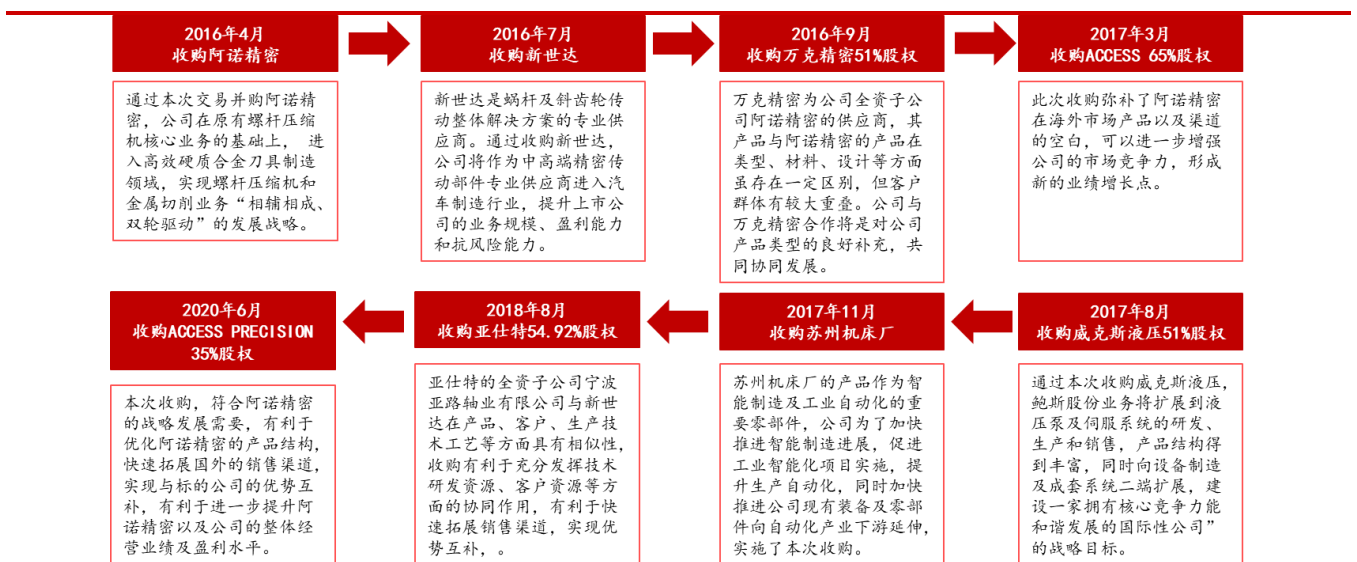 2016年4月
收购阿诺精密
通过本次交易并购阿诺精
密，公司在原有螺杆压缩
机核心业务的基础上， 进
入高效硬质合金刀具制造
领域，实现螺杆压缩机和
金属切削业务“相辅相成、
双轮驱动”的发展战略。
2016年7月
收购新世达
新世达是蜗杆及斜齿轮传
动整体解决方案的专业供
应商。通过收购新世达，
公司将作为中高端精密传
动部件专业供应商进入汽
车制造行业，提升上市公
司的业务规模、盈利能力
和抗风险能力。
2016年9月
收购万克精密51%股权
万克精密为公司全资子公
司阿诺精密的供应商，其
产品与阿诺精密的产品在
类型、材料、设计等方面
虽存在一定区别，但客户
群体有较大重叠。公司与
万克精密合作将是对公司
产品类型的良好补充，共
同协同发展。
2017年3月
收购ACCESS 65%股权
此次收购弥补了阿诺精密
在海外市场产品以及渠道
的空白，可以进一步增强
公司的市场竞争力，形成
新的业绩增长点。
2017年8月
收购威克斯液压51%股权
通过本次收购威克斯液压，
鲍斯股份业务将扩展到液
压泵及伺服系统的研发、
生产和销售，产品结构得
到丰富，同时向设备制造
及成套系统二端扩展，建
设一家拥有核心竞争力能
和谐发展的国际性公司”
的战略目标。
2017年11月
收购苏州机床厂
苏州机床厂的产品作为智
能制造及工业自动化的重
要零部件，公司为了加快
推进智能制造进展，促进
工业智能化项目实施，提
升生产自动化，同时加快
推进公司现有装备及零部
件向自动化产业下游延伸，
实施了本次收购。
2018年8月
收购亚仕特54.92%股权
亚仕特的全资子公司宁波
亚路轴业有限公司与新世
达在产品、客户、生产技
术工艺等方面具有相似性，
收购有利于充分发挥技术
研发资源、客户资源等方
面的协同作用，有利于快
速拓展销售渠道，实现优
势互补，。
2020年6月
收购ACCESS PRECISION
35%股权
本次收购，符合阿诺精密
的战略发展需要，有利于
优化阿诺精密的产品结构，
快速拓展国外的销售渠道，
实现与标的公司的优势互
补，有利于进一步提升阿
诺精密以及公司的整体经
营业绩及盈利水平。